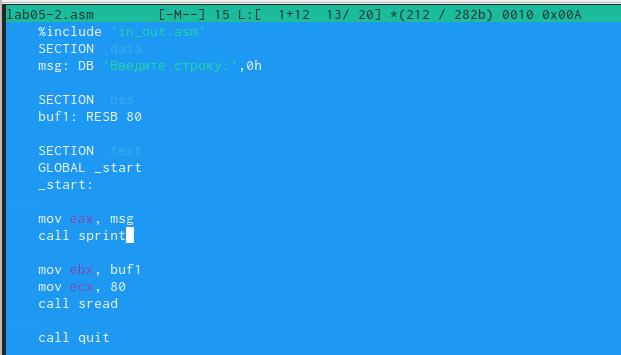 lab05-2.asm [-M--] 15 L:[ 1+12 13/ 20] *(212 / 282b) 0010 0x00A
%include 'in_out.asm'
SECTION .data
msg: DB 'Введите строку:',0h
SECTION .bss
buf1: RESB 80
SECTION .text
GLOBAL _start
_start:
mov eax, msg
call sprint
mov ebx, buf1
mov ecx, 80
call sread
call quit